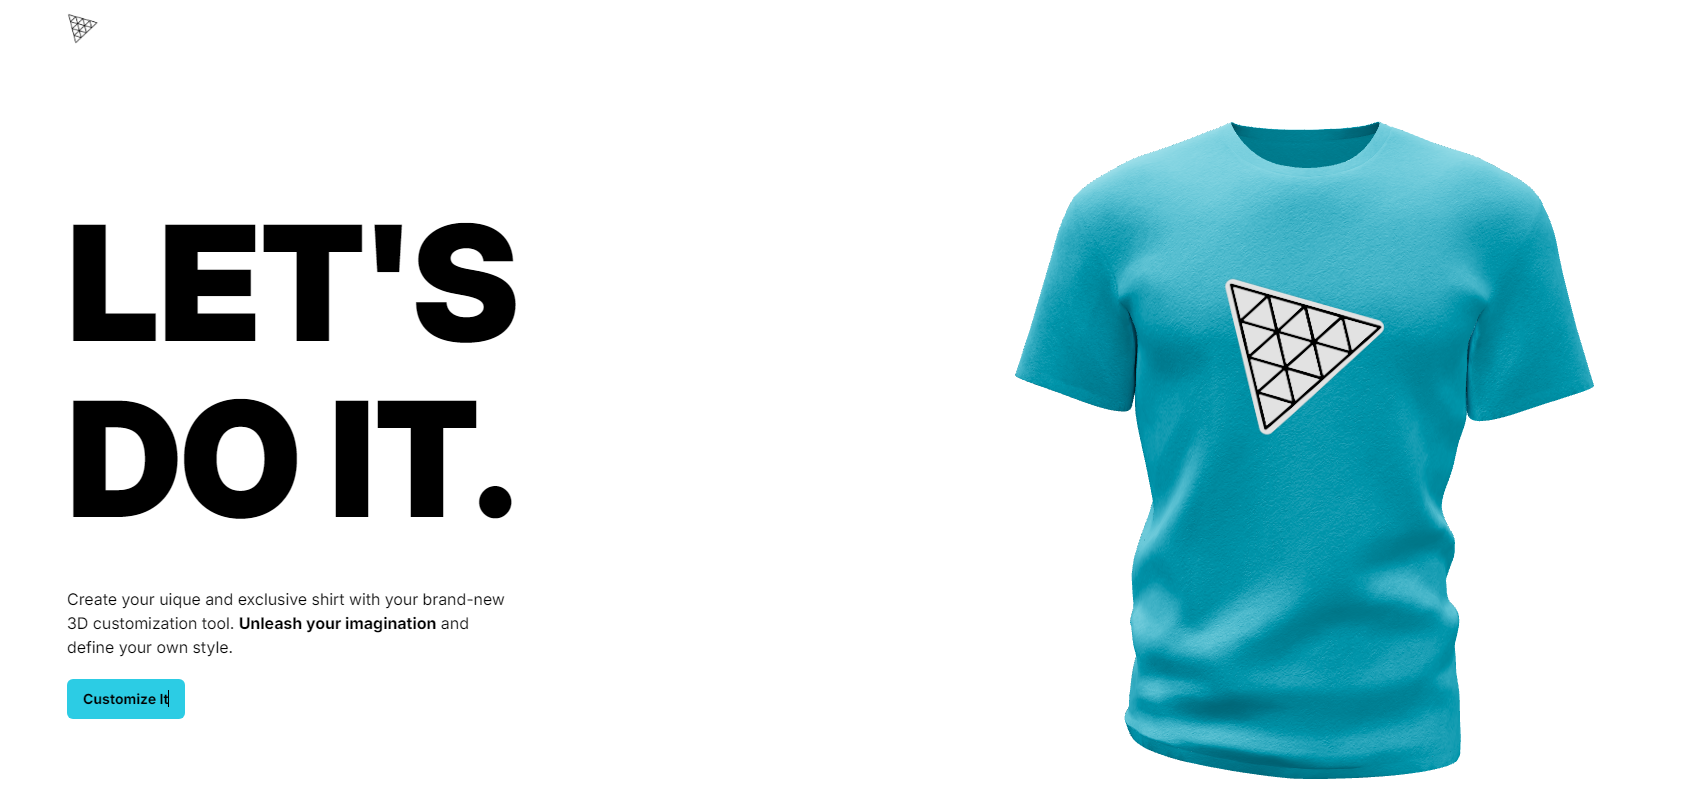 LET'S
DO IT.
Create your uique and exclusive shirt with your brand-new
3D customization tool. Unleash your imagination and
define your own style.
Customize It